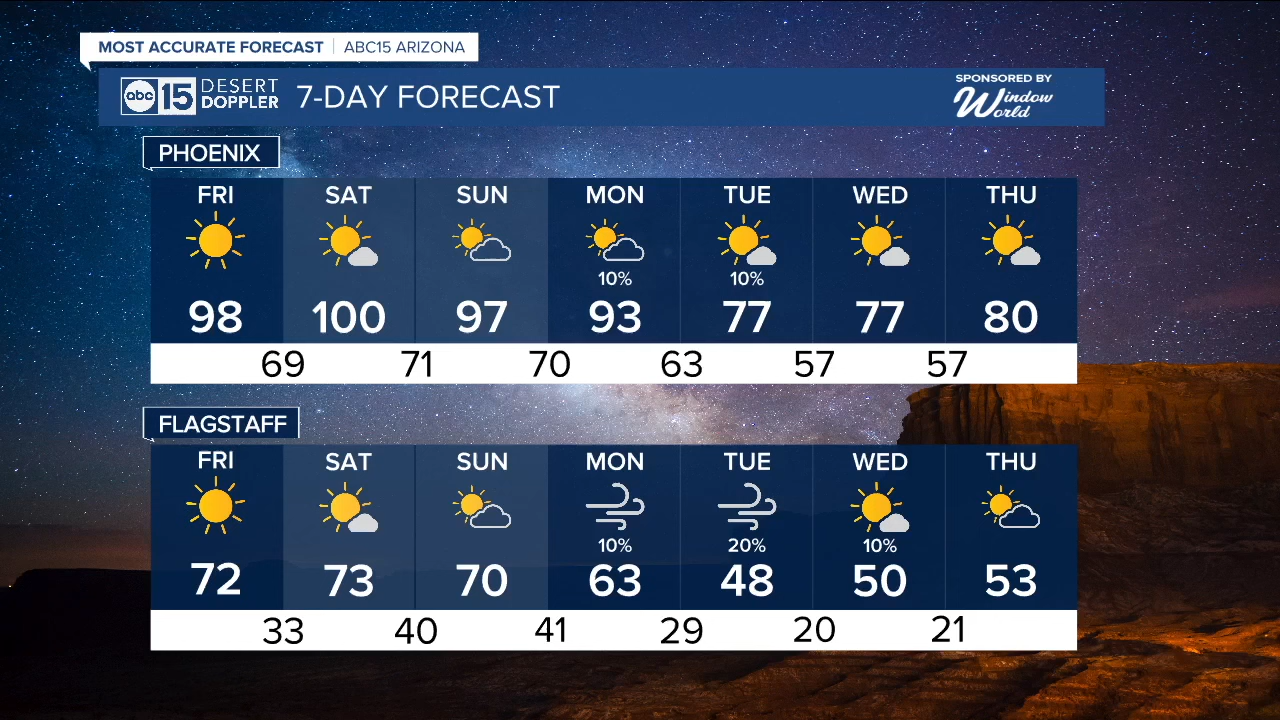 MOST ACCURATE FORECAST | ABC15 ARIZONA
abc 15 DESERT DOPPLER 7-DAY FORECAST
SPONSORED BY
Window World
PHOENIX
FRI SAT SUN MON TUE WED THU
10% 10%
98 100 97 93 77 77 80
69 71 70 63 57 57
FLAGSTAFF
FRI SAT SUN MON TUE WED THU
10% 20% 10%
72 73 70 63 48 50 53
33 40 41 29 20 21